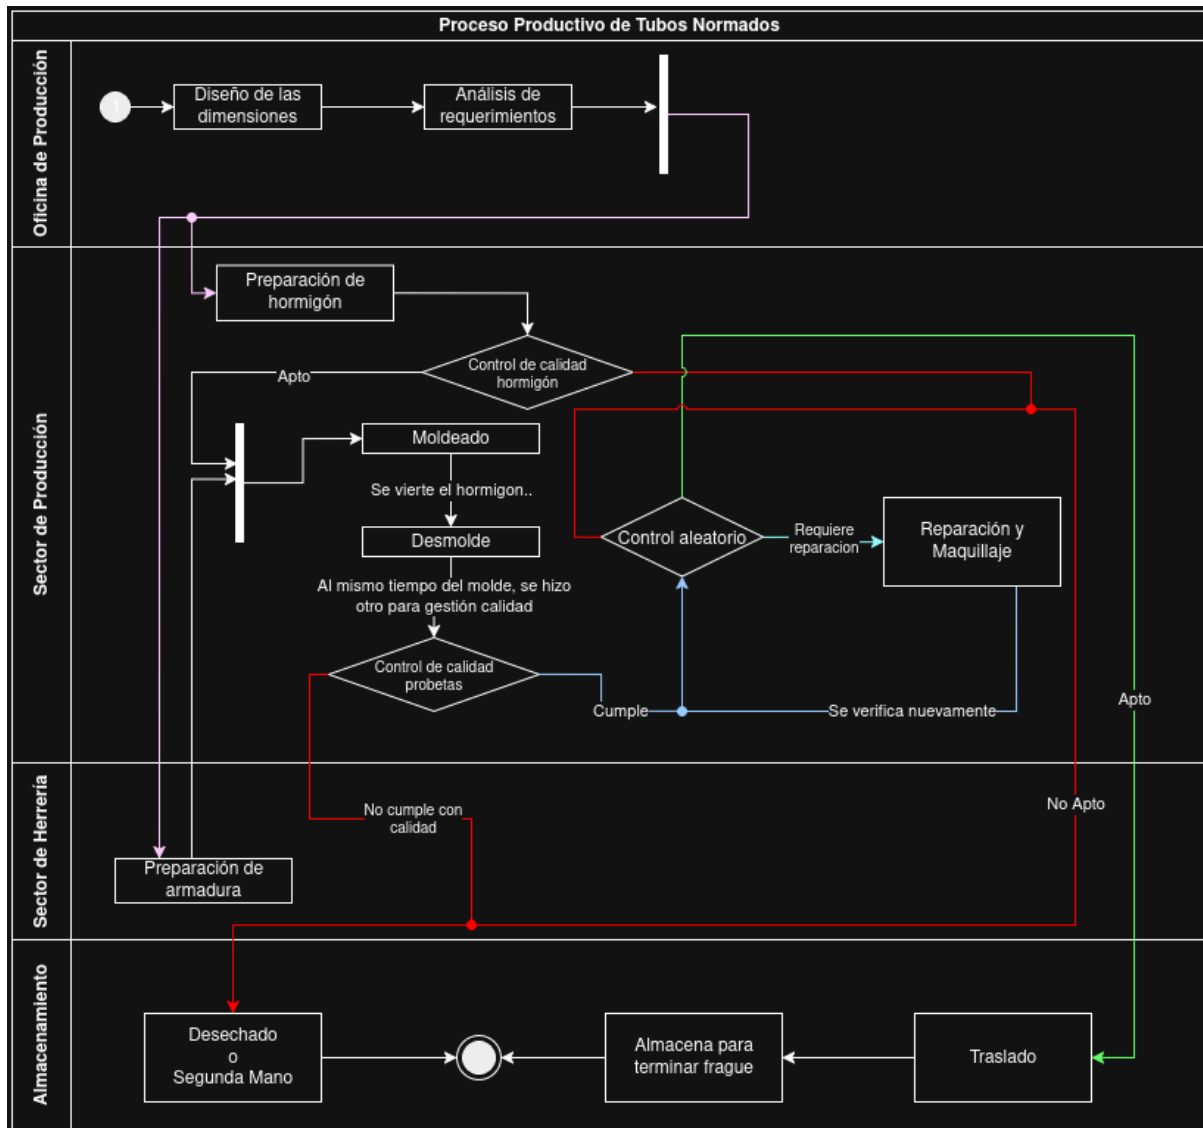 Proceso Productivo de Tubos Normados
Oficina de Producción
1
Diseño de las
dimensiones
Análisis de
requerimientos
Sector de Producción
Preparación de
hormigón
Control de calidad
hormigón
Apto
Moldeado
Se vierte el hormigon..
Desmolde
Al mismo tiempo del molde, se hizo
otro para gestión calidad
Control de calidad
probetas
Cumple
Control aleatorio
Requiere
reparacion
Reparación y
Maquillaje
Se verifica nuevamente
Apto
Sector de Herrería
No cumple con
calidad
No Apto
Preparación de
armadura
Almacenamiento
Desechado
o
Segunda Mano
Almacena para
terminar frague
Traslado